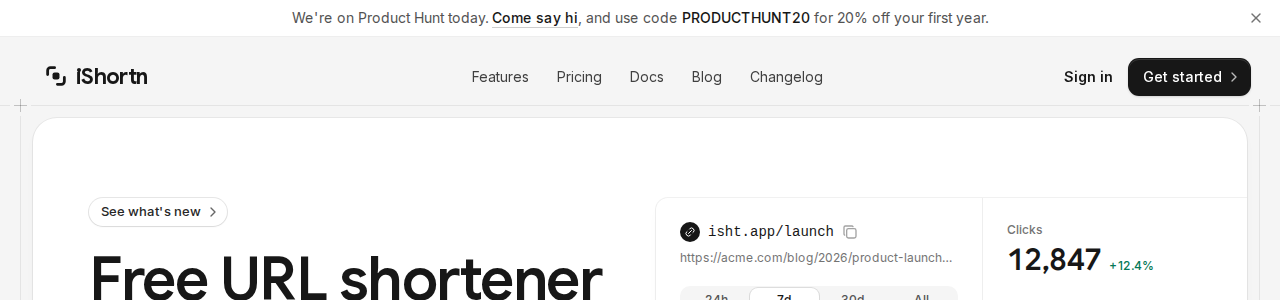 We're on Product Hunt today. Come say hi, and use code PRODUCTHUNT20 for 20% off your first year.
iShortn
Features
Pricing
Docs
Blog
Changelog
Sign in
Get started
See what's new
Free URL shortener
isht.app/launch
https://acme.com/blog/2026/product-launch...
24h
7d
30d
All
Clicks
12,847 +12.4%